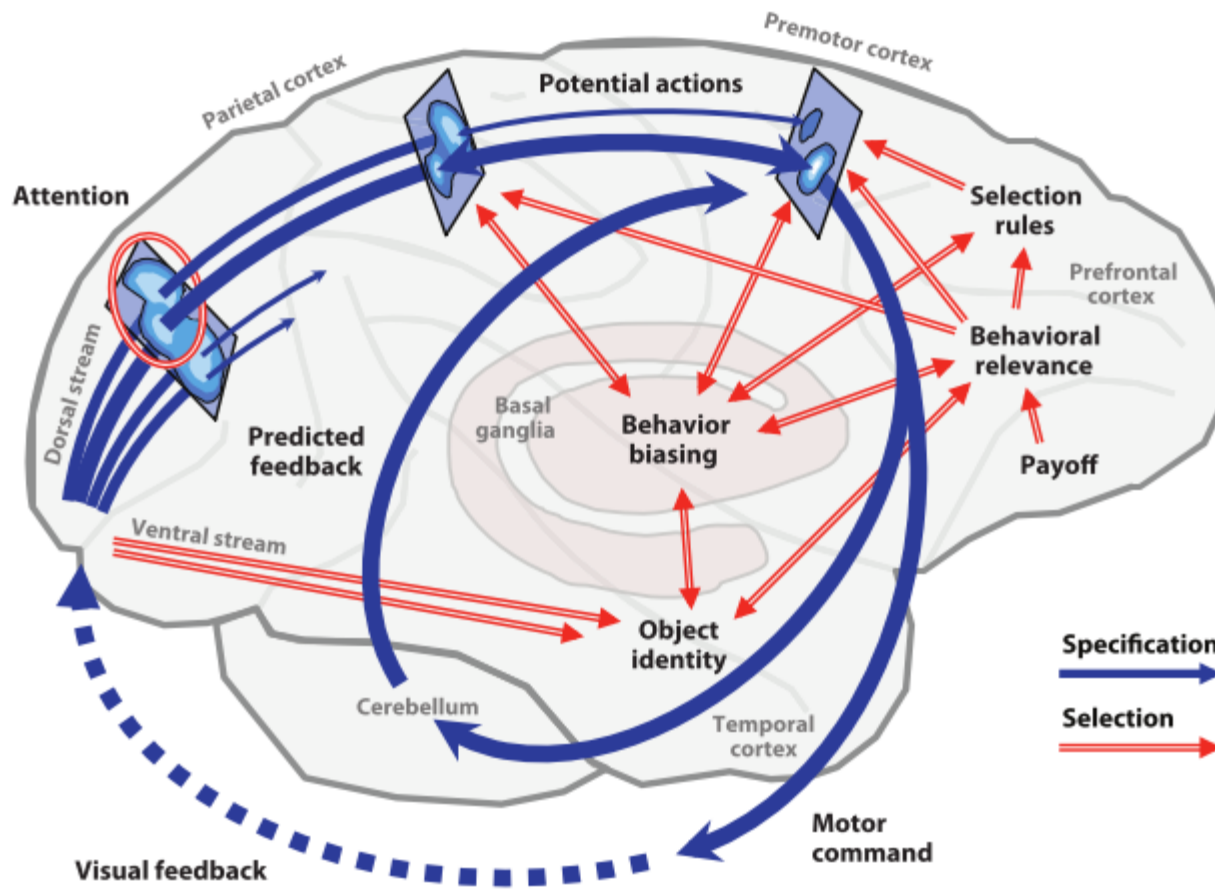 Premotor cortex
Parietal cortex
Potential actions
Attention
Selection
rules
Prefrontal
cortex
Dorsal stream
Behavioral
relevance
Basal
ganglia
Behavior
biasing
Predicted
feedback
Payoff
Ventral stream
Object
identity
Specification
Cerebellum
Temporal
cortex
Selection
Motor
command
Visual feedback